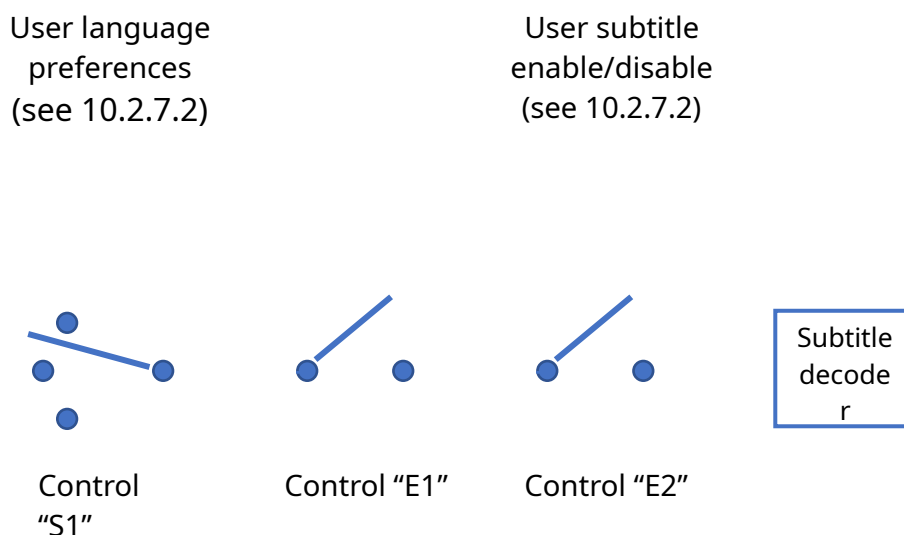 User language
preferences
(see 10.2.7.2)
User subtitle
enable/disable
(see 10.2.7.2)
Subtitle
decode
r
Control
“S1”
Control “E1”
Control “E2”